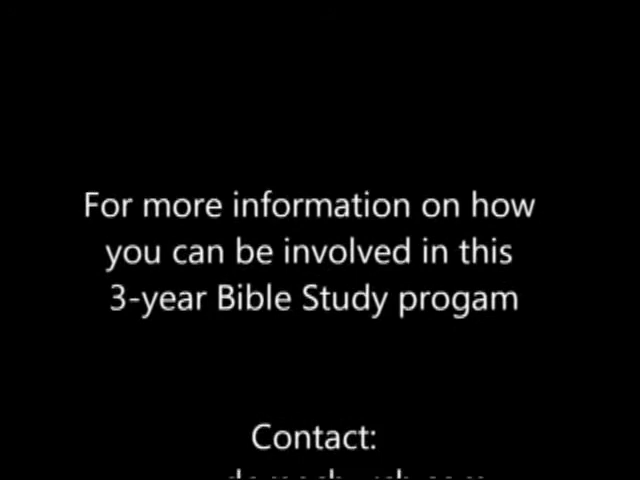 For more information on how
you can be involved in this
3-year Bible Study progam
Contact: